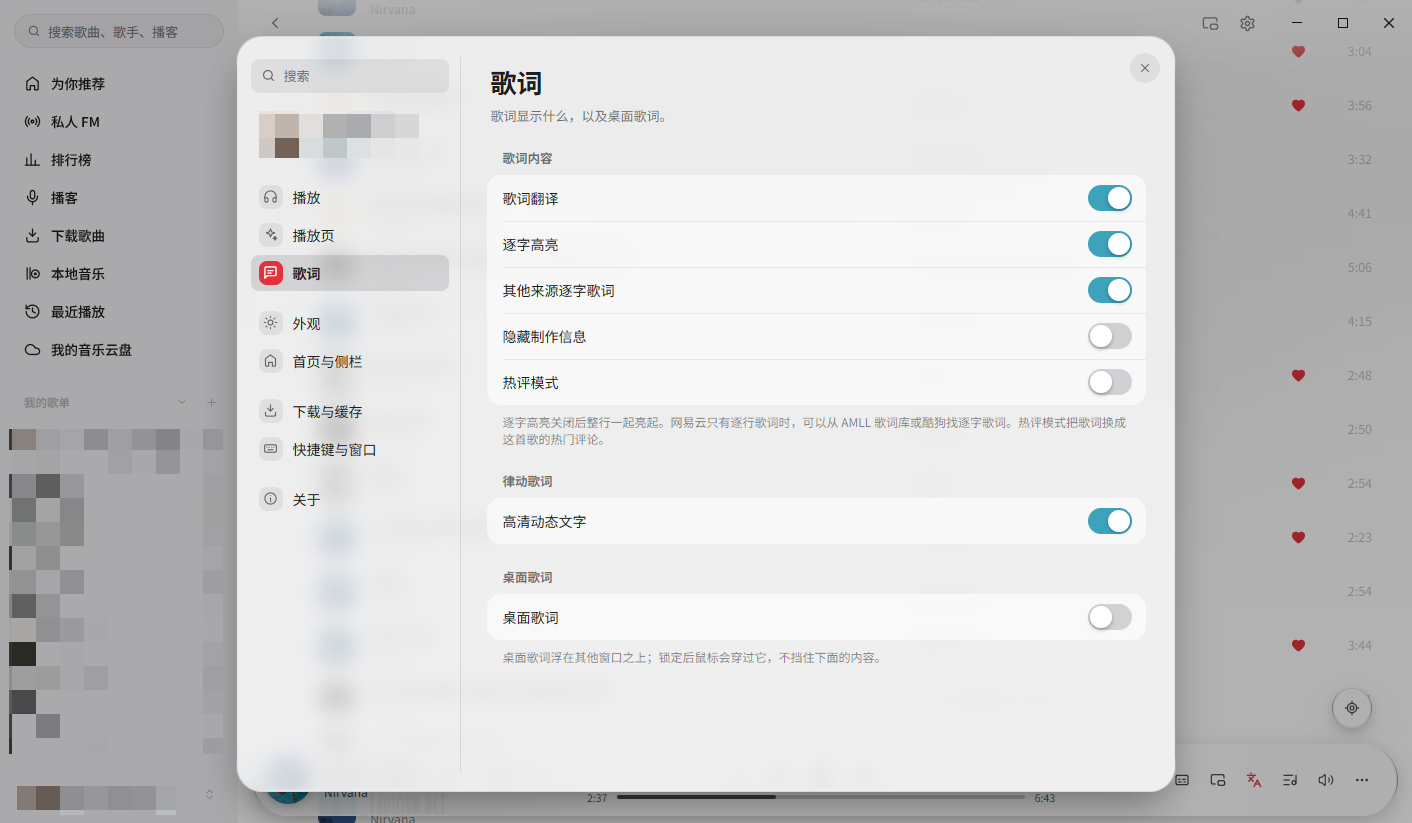 Nirvana
搜索歌曲、歌手、播客
为你推荐
私人 FM
排行榜
播客
下载歌曲
本地音乐
最近播放
我的音乐云盘
我的歌单
搜索
播放
播放页
歌词
外观
首页与侧栏
下载与缓存
快捷键与窗口
关于
歌词
歌词显示什么，以及桌面歌词。
歌词内容
歌词翻译
逐字高亮
其他来源逐字歌词
隐藏制作信息
热评模式
逐字高亮关闭后整行一起亮起。网易云只有逐行歌词时，可以从 AMLL 歌词库或酷狗找逐字歌词。热评模式把歌词换成
这首歌的热门评论。
律动歌词
高清动态文字
桌面歌词
桌面歌词
桌面歌词浮在其他窗口之上；锁定后鼠标会穿过它，不挡住下面的内容。
3:04
3:56
3:32
4:41
5:06
4:15
2:48
2:50
2:54
2:23
2:54
3:44
Nirvana
2:37
6:43
Nirvana